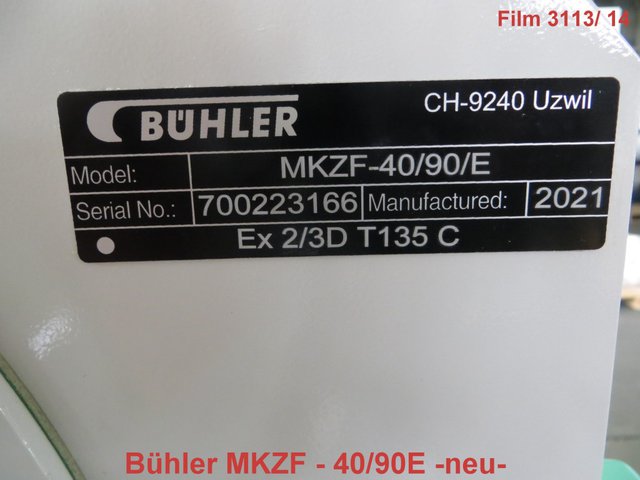 Film 3113/ 14
BÜHLER CH-9240 Uzwil
Model: MKZF-40/90/E
Serial No.: 700223166 Manufactured: 2021
Ex 2/3D T135 C
Bühler MKZF - 40/90E -neu-